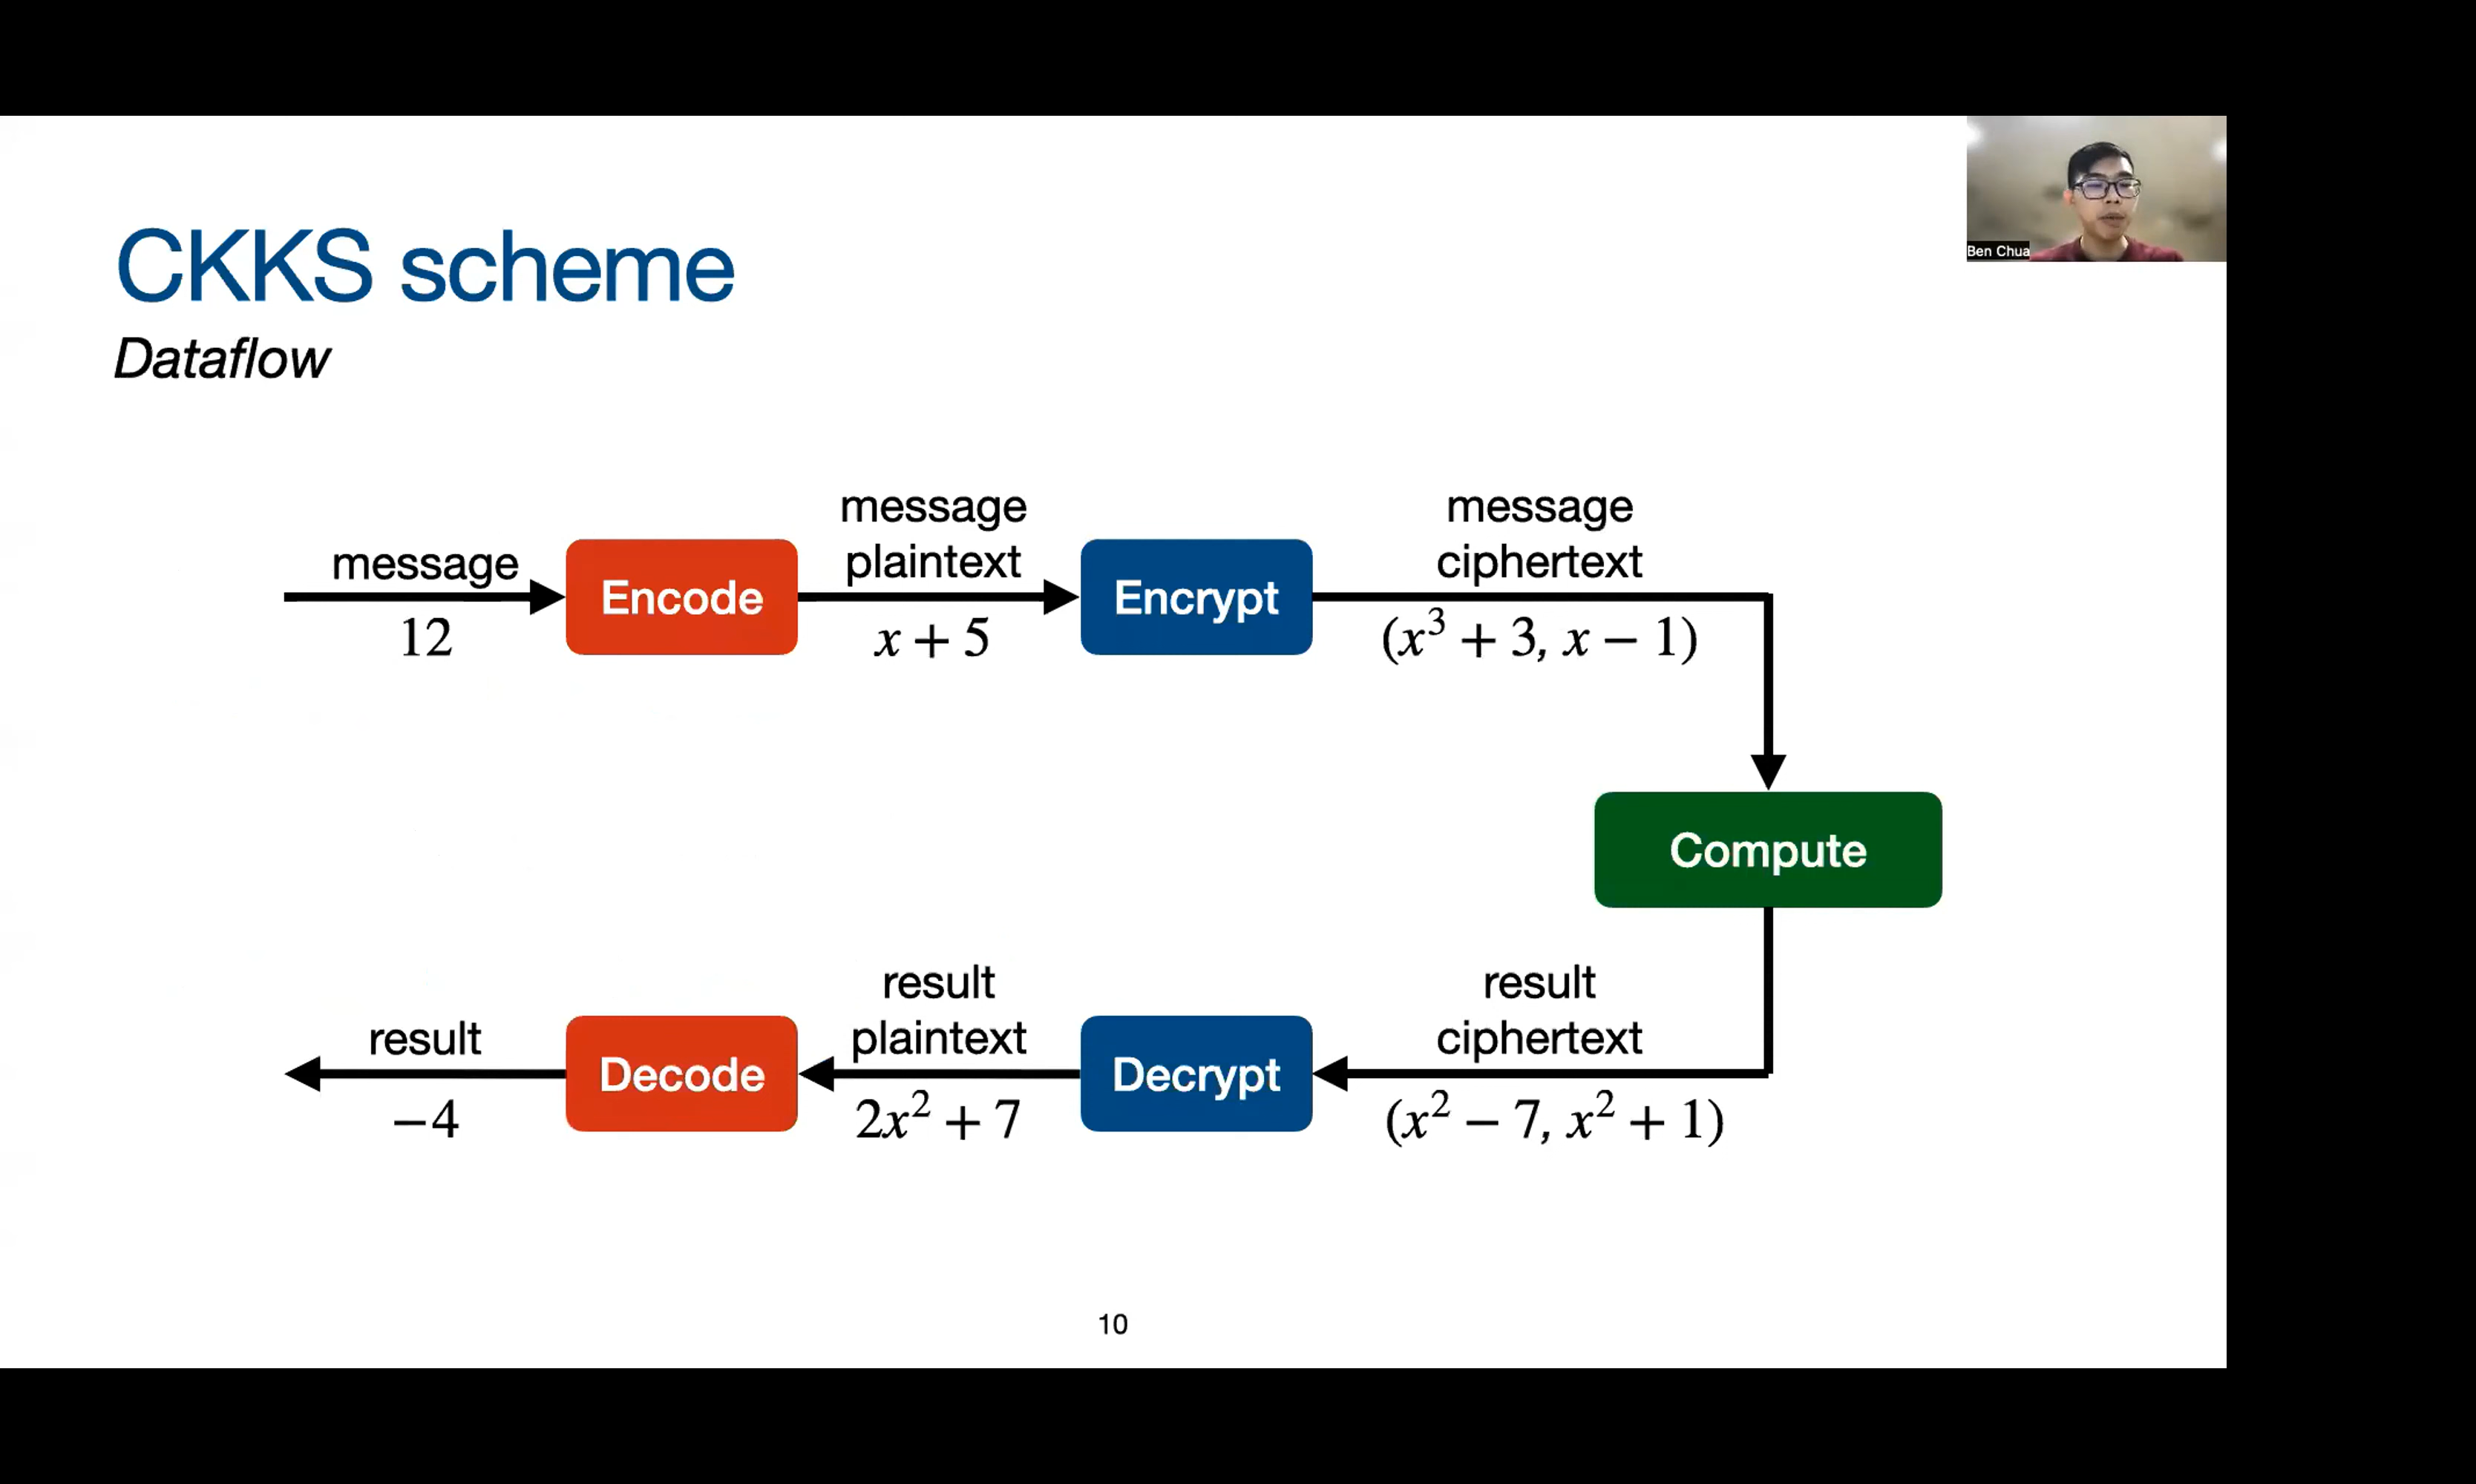 Ben Chua
CKKS scheme
Dataflow
message
12
Encode
message
plaintext
x + 5
Encrypt
message
ciphertext
(x³ + 3, x − 1)
Compute
result
ciphertext
(x² − 7, x² + 1)
Decrypt
result
plaintext
2x² + 7
Decode
result
−4
10